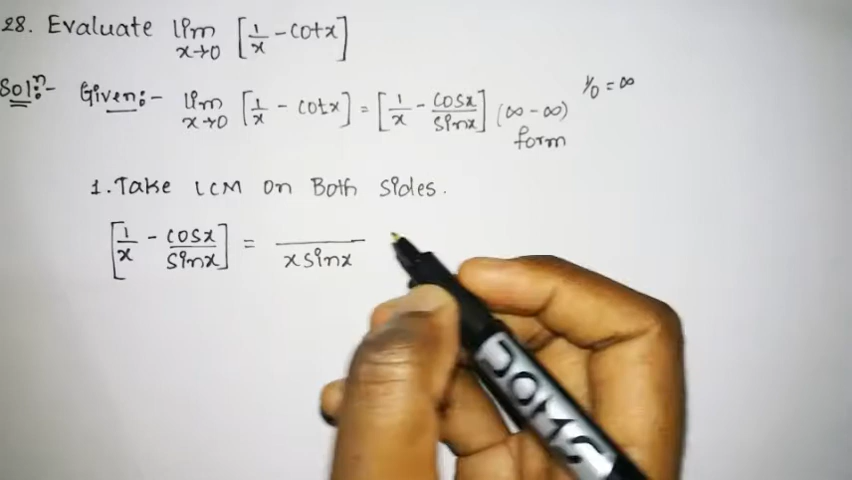 28. Evaluate lim x→0 [1/x - cotx]
Solⁿ:- Given:- lim x→0 [1/x - cotx] = [1/x - cosx/sinx] (∞ - ∞) form 1/0 = ∞
1. Take LCM on Both sides.
[1/x - cosx/sinx] = ―/xsinx
DOMS